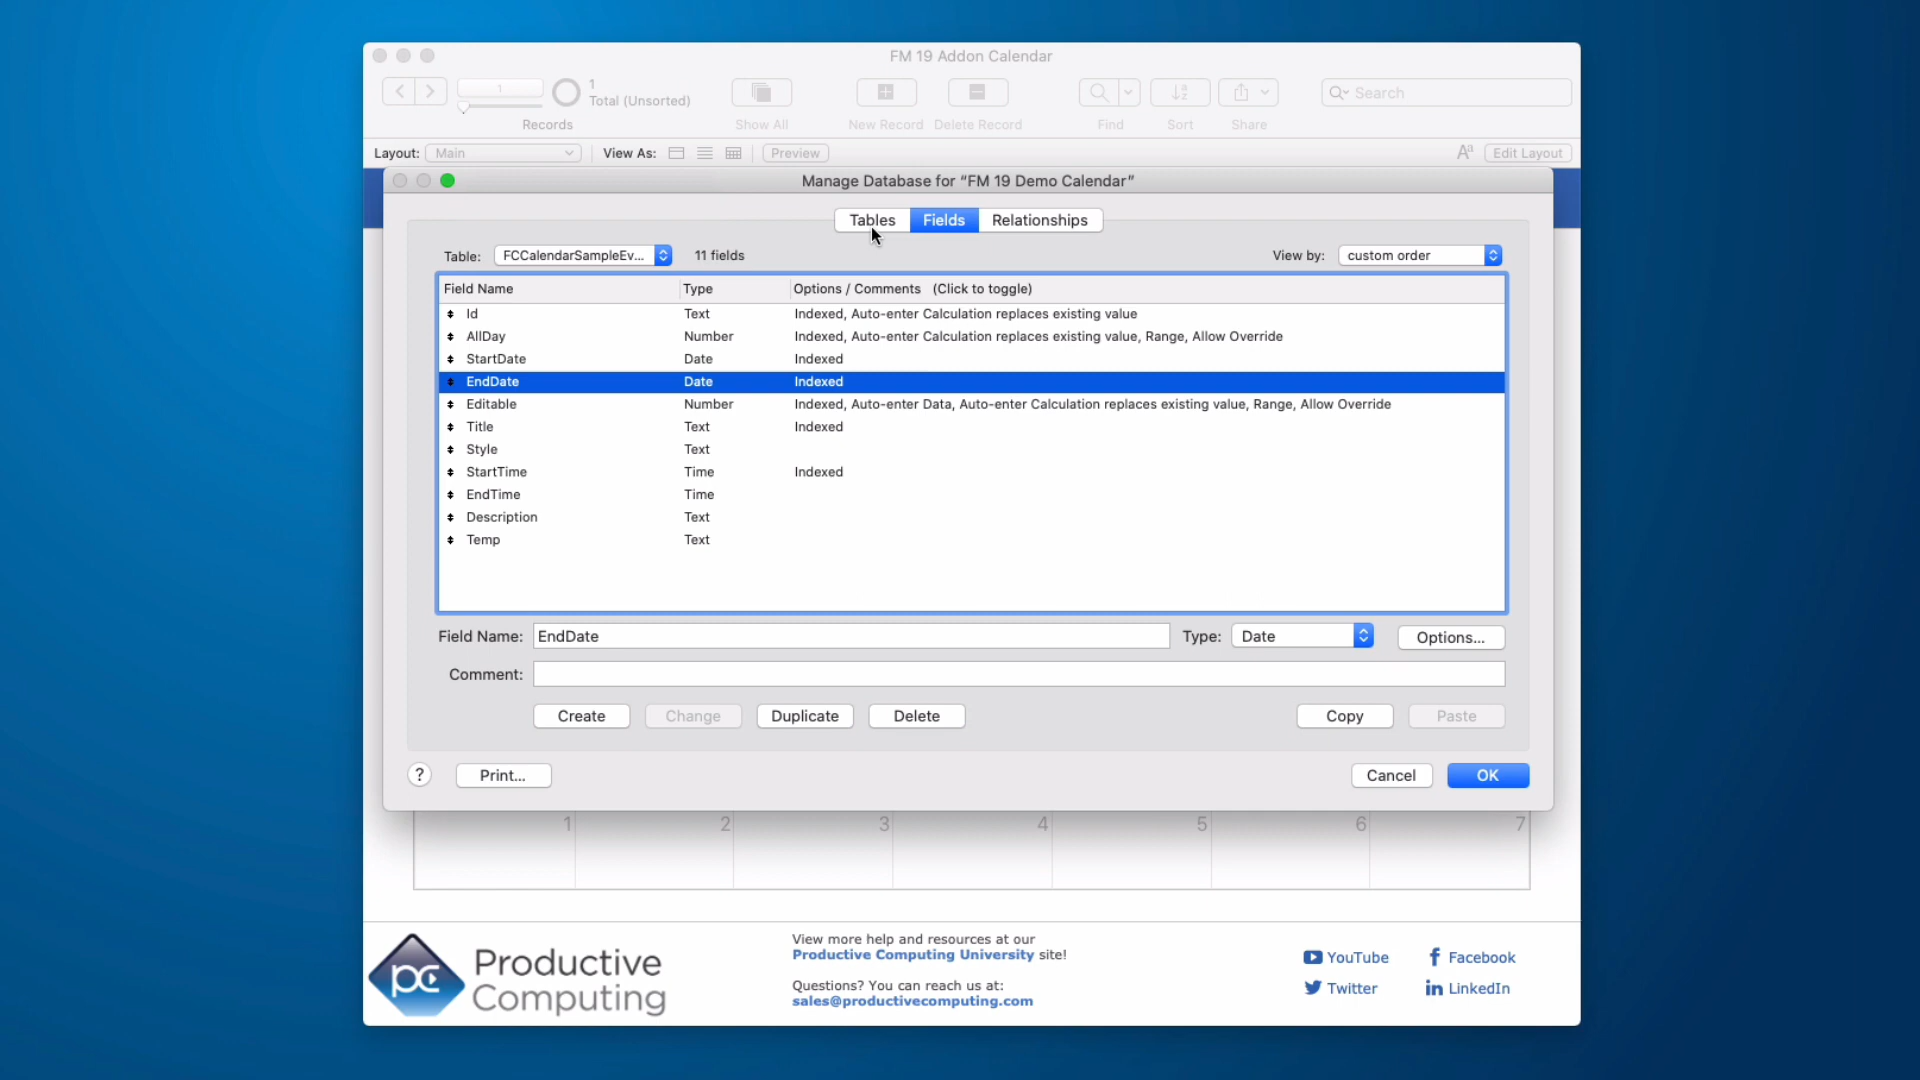 FM 19 Addon Calendar
1
1
Total (Unsorted)
Search
Records
Show All
New Record
Delete Record
Find
Sort
Share
Layout:
Main
View As:
Preview
Aa
Edit Layout
Manage Database for “FM 19 Demo Calendar”
Tables
Fields
Relationships
Table:
FCCalendarSampleEv...
11 fields
View by:
custom order
Field Name
Type
Options / Comments (Click to toggle)
Id
Text
Indexed, Auto-enter Calculation replaces existing value
AllDay
Number
Indexed, Auto-enter Calculation replaces existing value, Range, Allow Override
StartDate
Date
Indexed
EndDate
Date
Indexed
Editable
Number
Indexed, Auto-enter Data, Auto-enter Calculation replaces existing value, Range, Allow Override
Title
Text
Indexed
Style
Text
StartTime
Time
Indexed
EndTime
Time
Description
Text
Temp
Text
Field Name:
EndDate
Type:
Date
Options...
Comment:
Create
Change
Duplicate
Delete
Copy
Paste
?
Print...
Cancel
OK
1
2
3
4
5
6
7
pc
Productive
Computing
View more help and resources at our
Productive Computing University site!
Questions? You can reach us at:
sales@productivecomputing.com
YouTube
Facebook
Twitter
LinkedIn